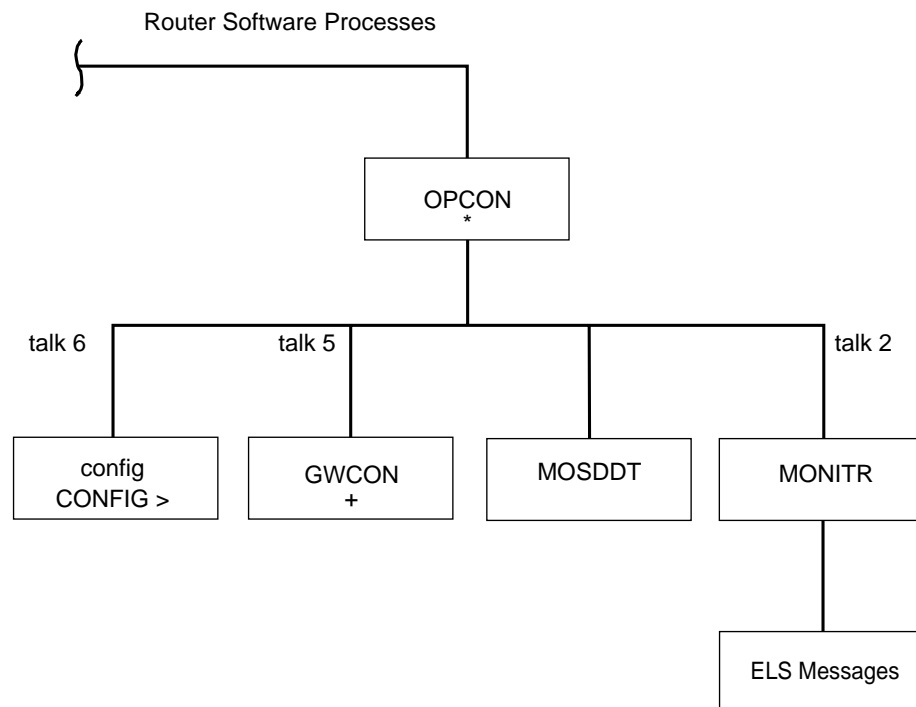 Router Software Processes
OPCON
*
talk 6
talk 5
talk 2
config
CONFIG >
GWCON
+
MOSDDT
MONITR
ELS Messages